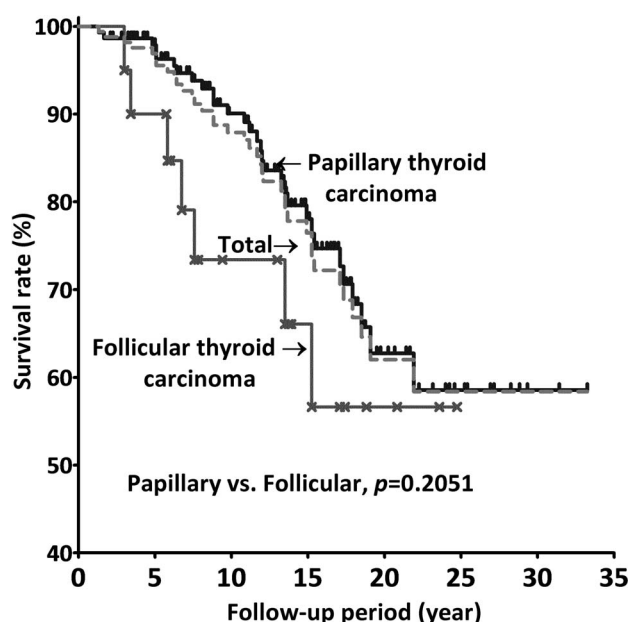 100
90
80
70
60
50
40
Survival rate (%)
← Papillary thyroid
carcinoma
Total→
Follicular thyroid →
carcinoma
Papillary vs. Follicular, p=0.2051
0 5 10 15 20 25 30 35
Follow-up period (year)